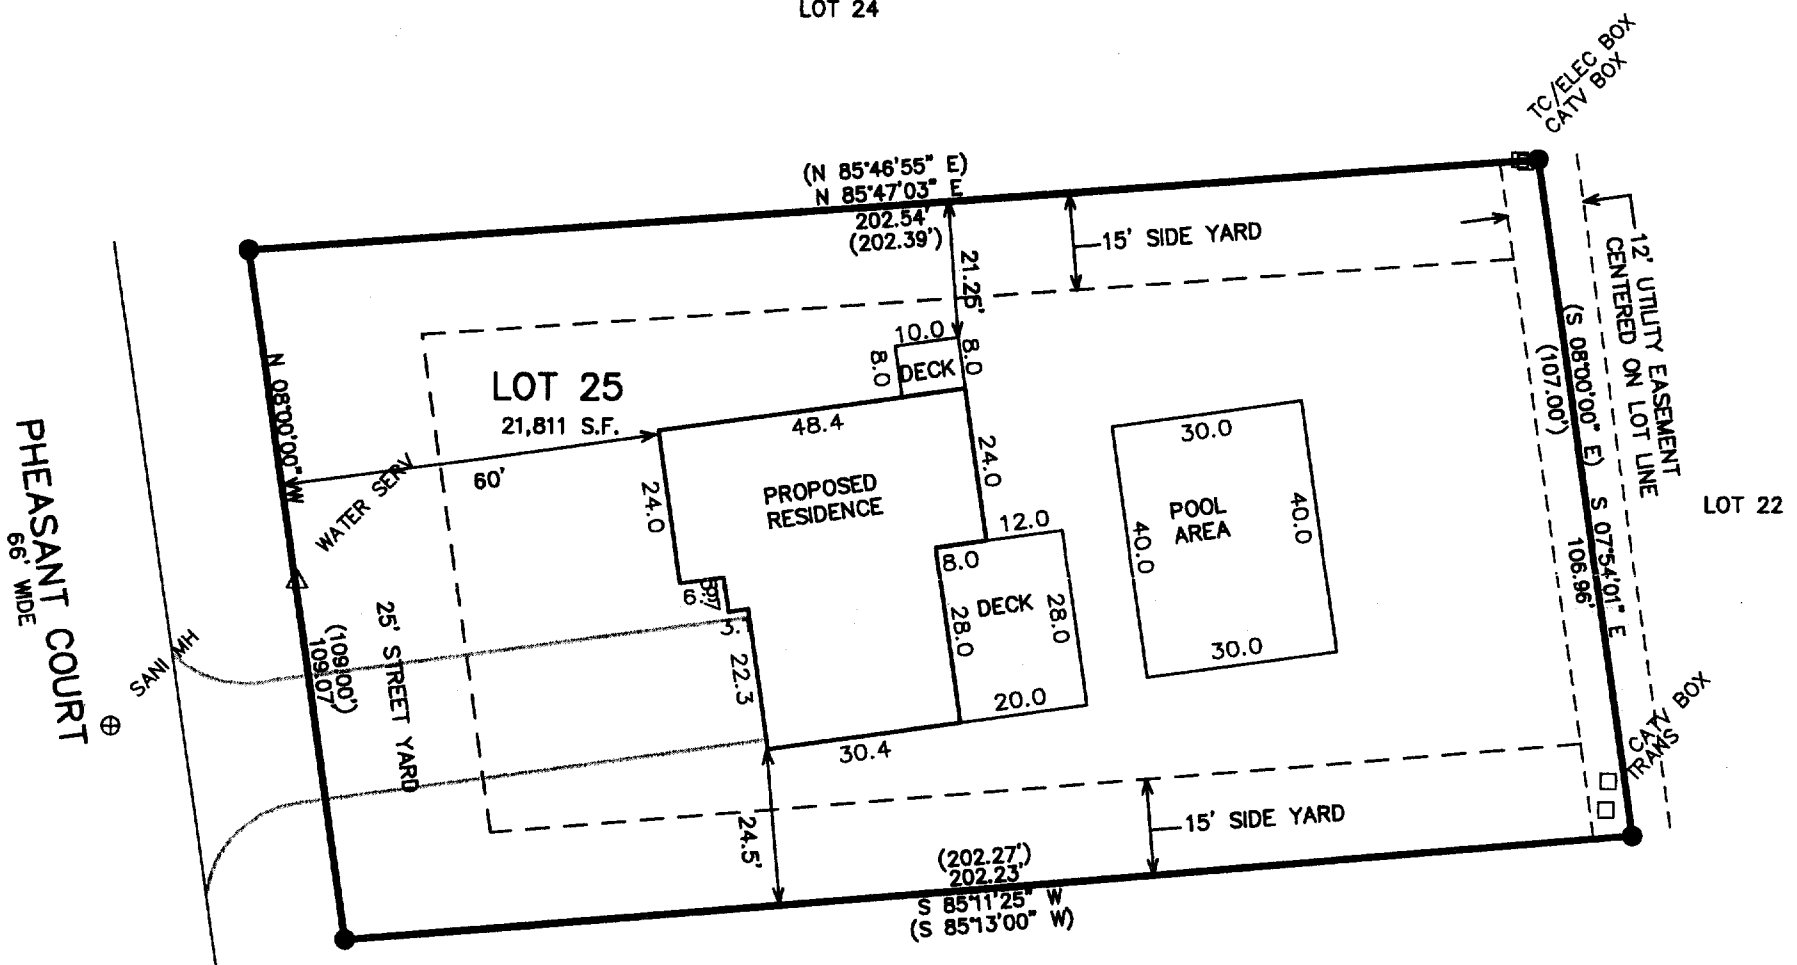 LOT 24
TC/ELEC BOX
CATV BOX
(N 85°46'55" E)
N 85°47'03" E
202.54'
(202.39')
15' SIDE YARD
21.25'
12' UTILITY EASEMENT
CENTERED ON LOT LINE
(S 08°00'00" E)
(107.00')
S 07°54'01" E
106.96'
LOT 22
N 08°00'00" W
LOT 25
21,811 S.F.
60'
WATER SERV
10.0
8.0
DECK
8.0
48.4
24.0
PROPOSED
RESIDENCE
24.0
12.0
8.0
DECK
28.0
28.0
20.0
30.0
POOL
AREA
40.0
40.0
30.0
22.3
30.4
24.5'
PHEASANT COURT
66' WIDE
SANI MH
(109.00')
109.07'
25' STREET YARD
CATV BOX
TRANS
15' SIDE YARD
(202.27')
202.23'
S 85°11'25" W
(S 85°13'00" W)